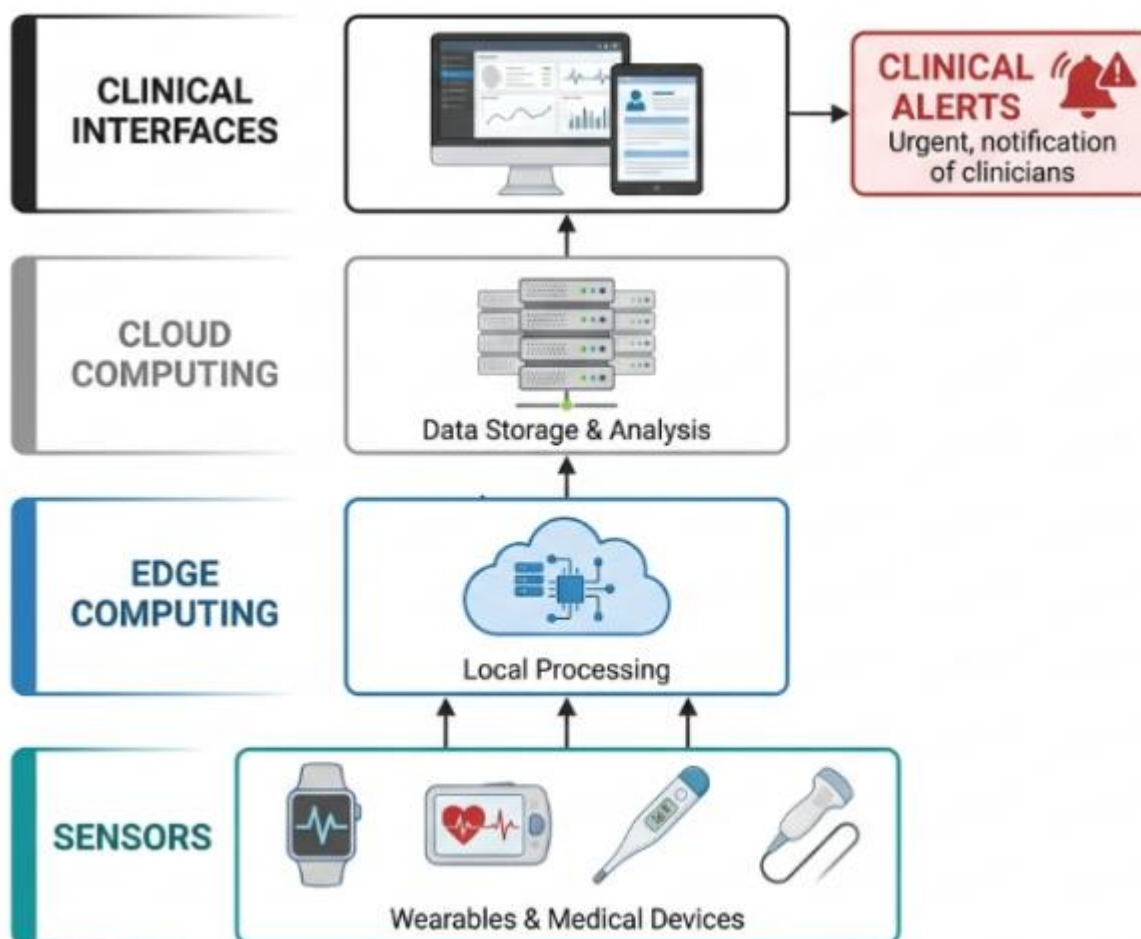 CLINICAL
INTERFACES
CLINICAL
ALERTS
Urgent, notification
of clinicians
CLOUD
COMPUTING
Data Storage & Analysis
EDGE
COMPUTING
Local Processing
SENSORS
Wearables & Medical Devices